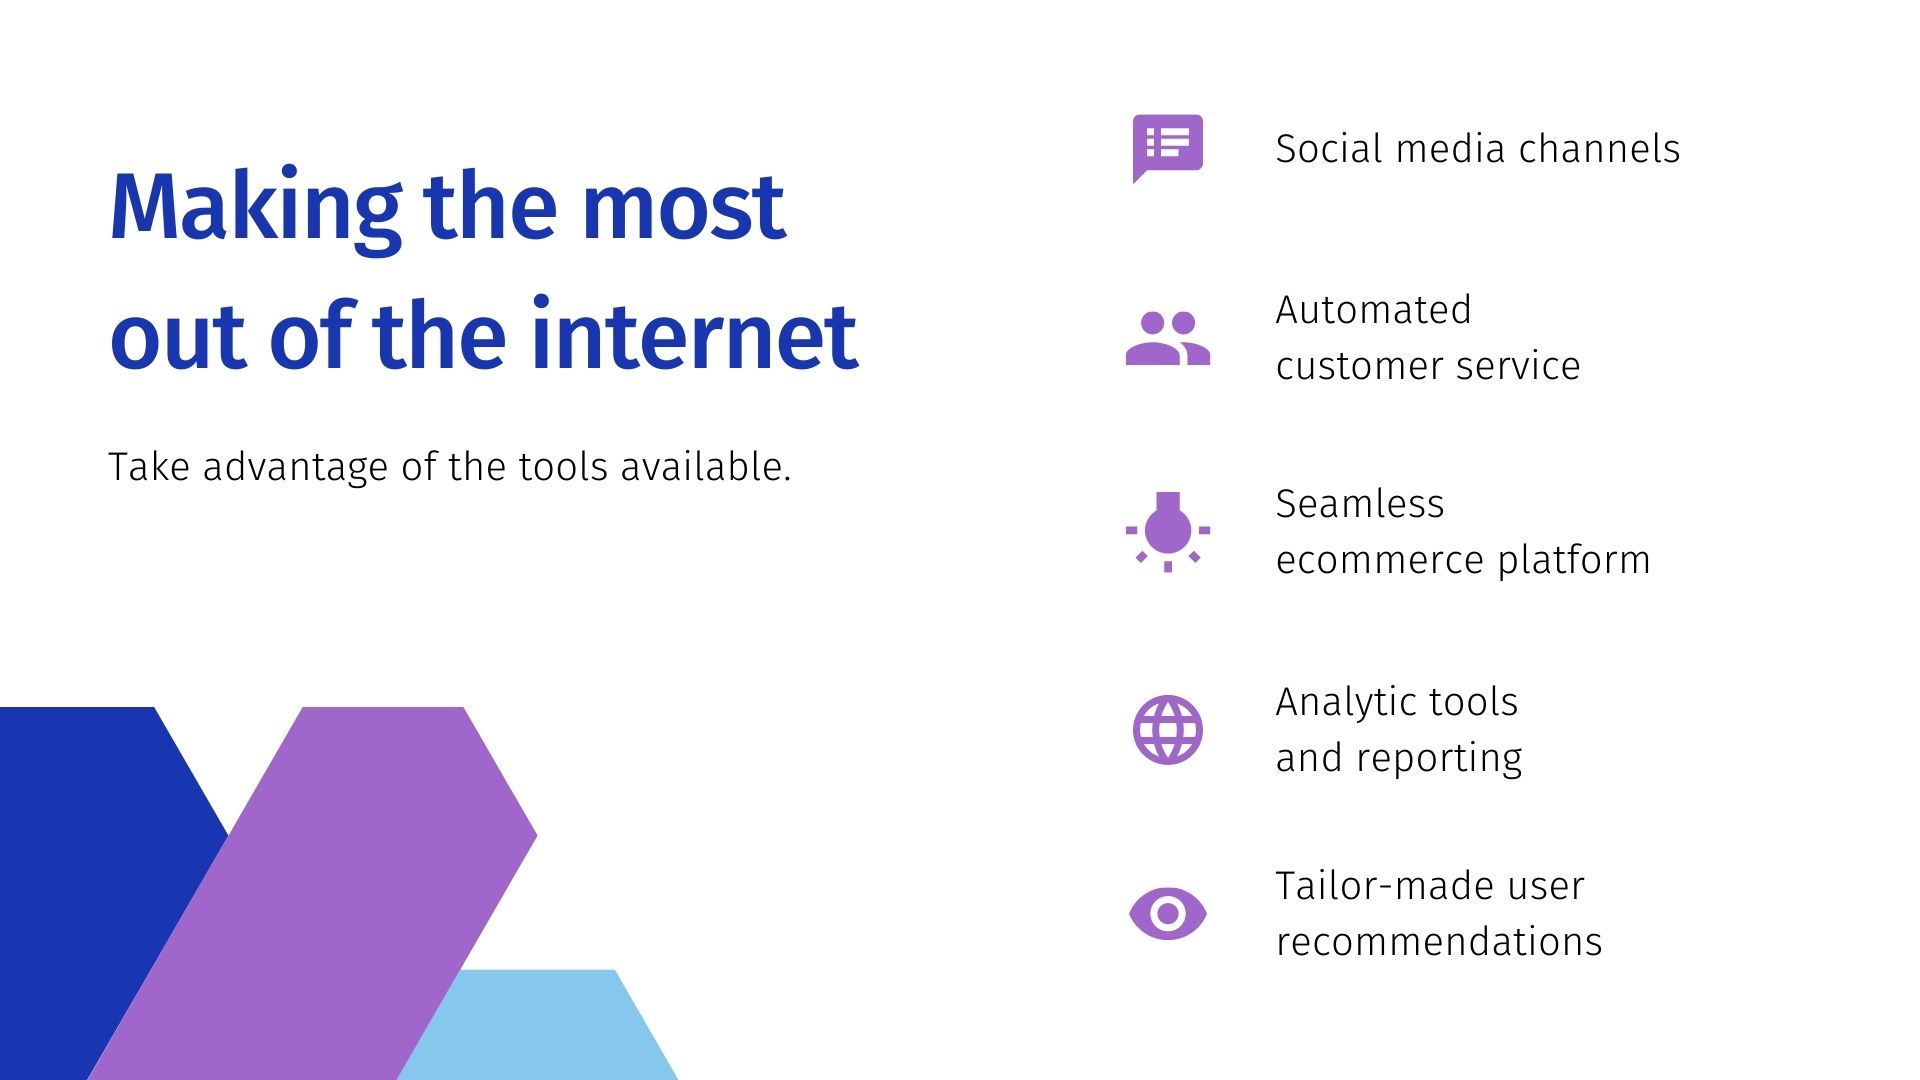 Making the most
out of the internet
Take advantage of the tools available.
Social media channels
Automated
customer service
Seamless
ecommerce platform
Analytic tools
and reporting
Tailor-made user
recommendations